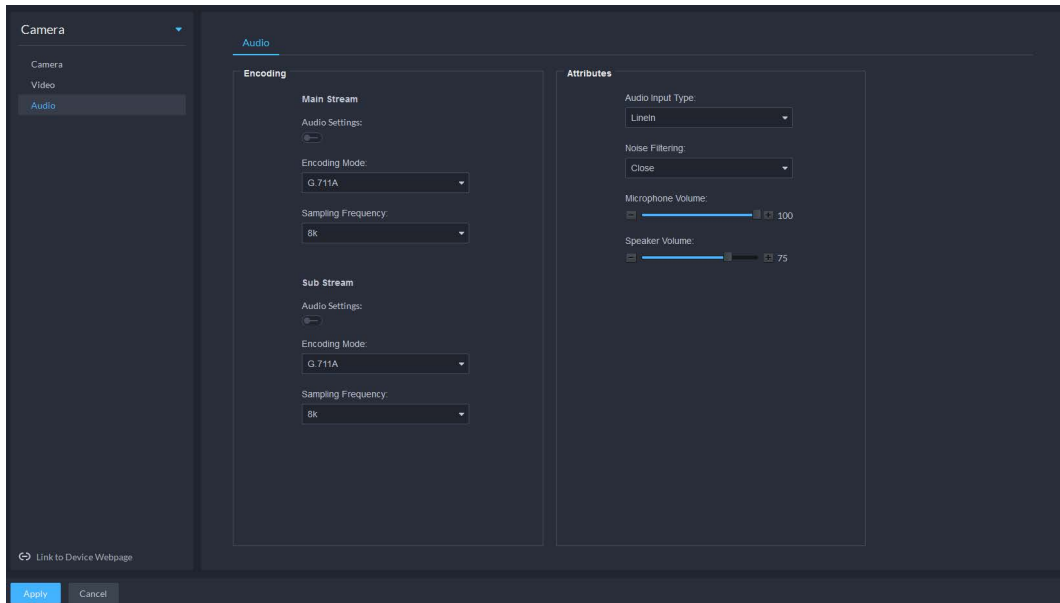 Camera
Camera
Video
Audio
Link to Device Webpage
Audio
Encoding
Main Stream
Audio Settings:
Encoding Mode:
G.711A
Sampling Frequency:
8k
Sub Stream
Audio Settings:
Encoding Mode:
G.711A
Sampling Frequency:
8k
Attributes
Audio Input Type:
LineIn
Noise Filtering:
Close
Microphone Volume:
100
Speaker Volume:
75
Apply Cancel